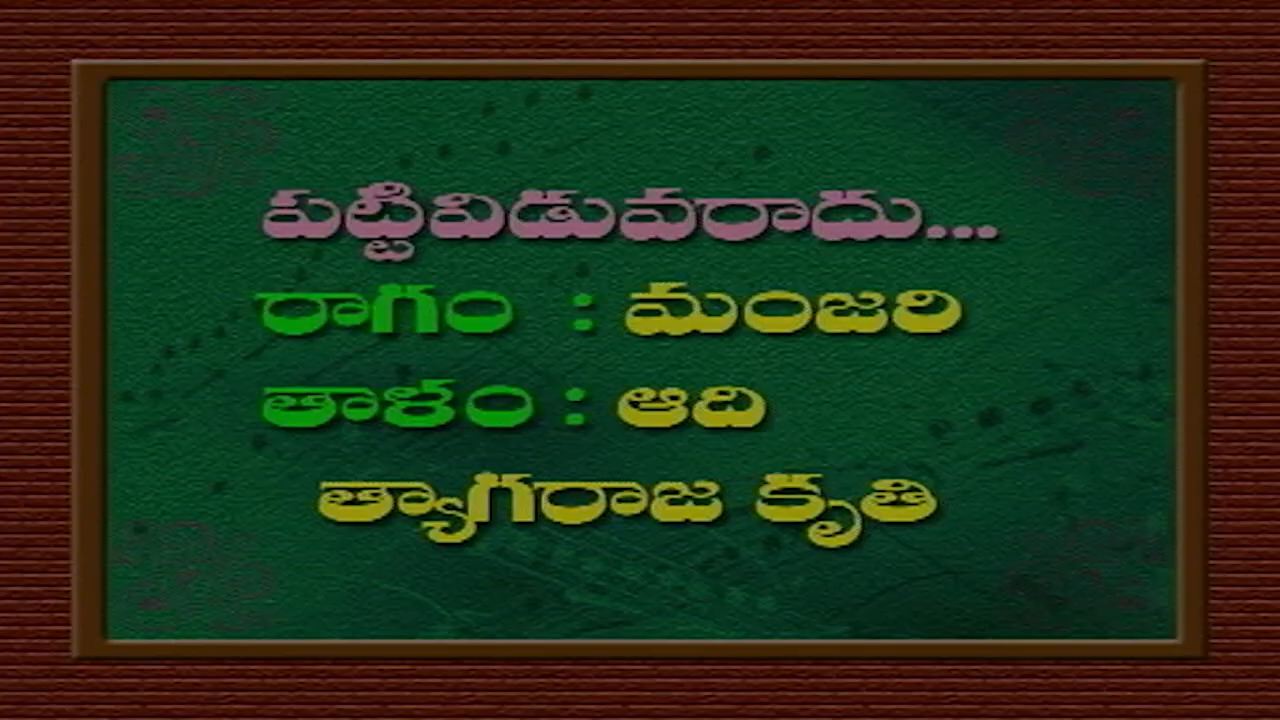 పట్టివిడువరాదు...
రాగం : మంజరి
తాళం : ఆది
త్యాగరాజ కృతి